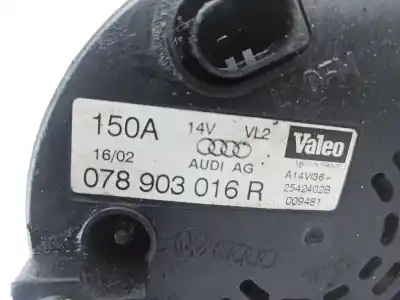 150A 14V VL2 Valeo
16/02 AUDI AG A14VI36+
078 903 016 R 2542402B
009481